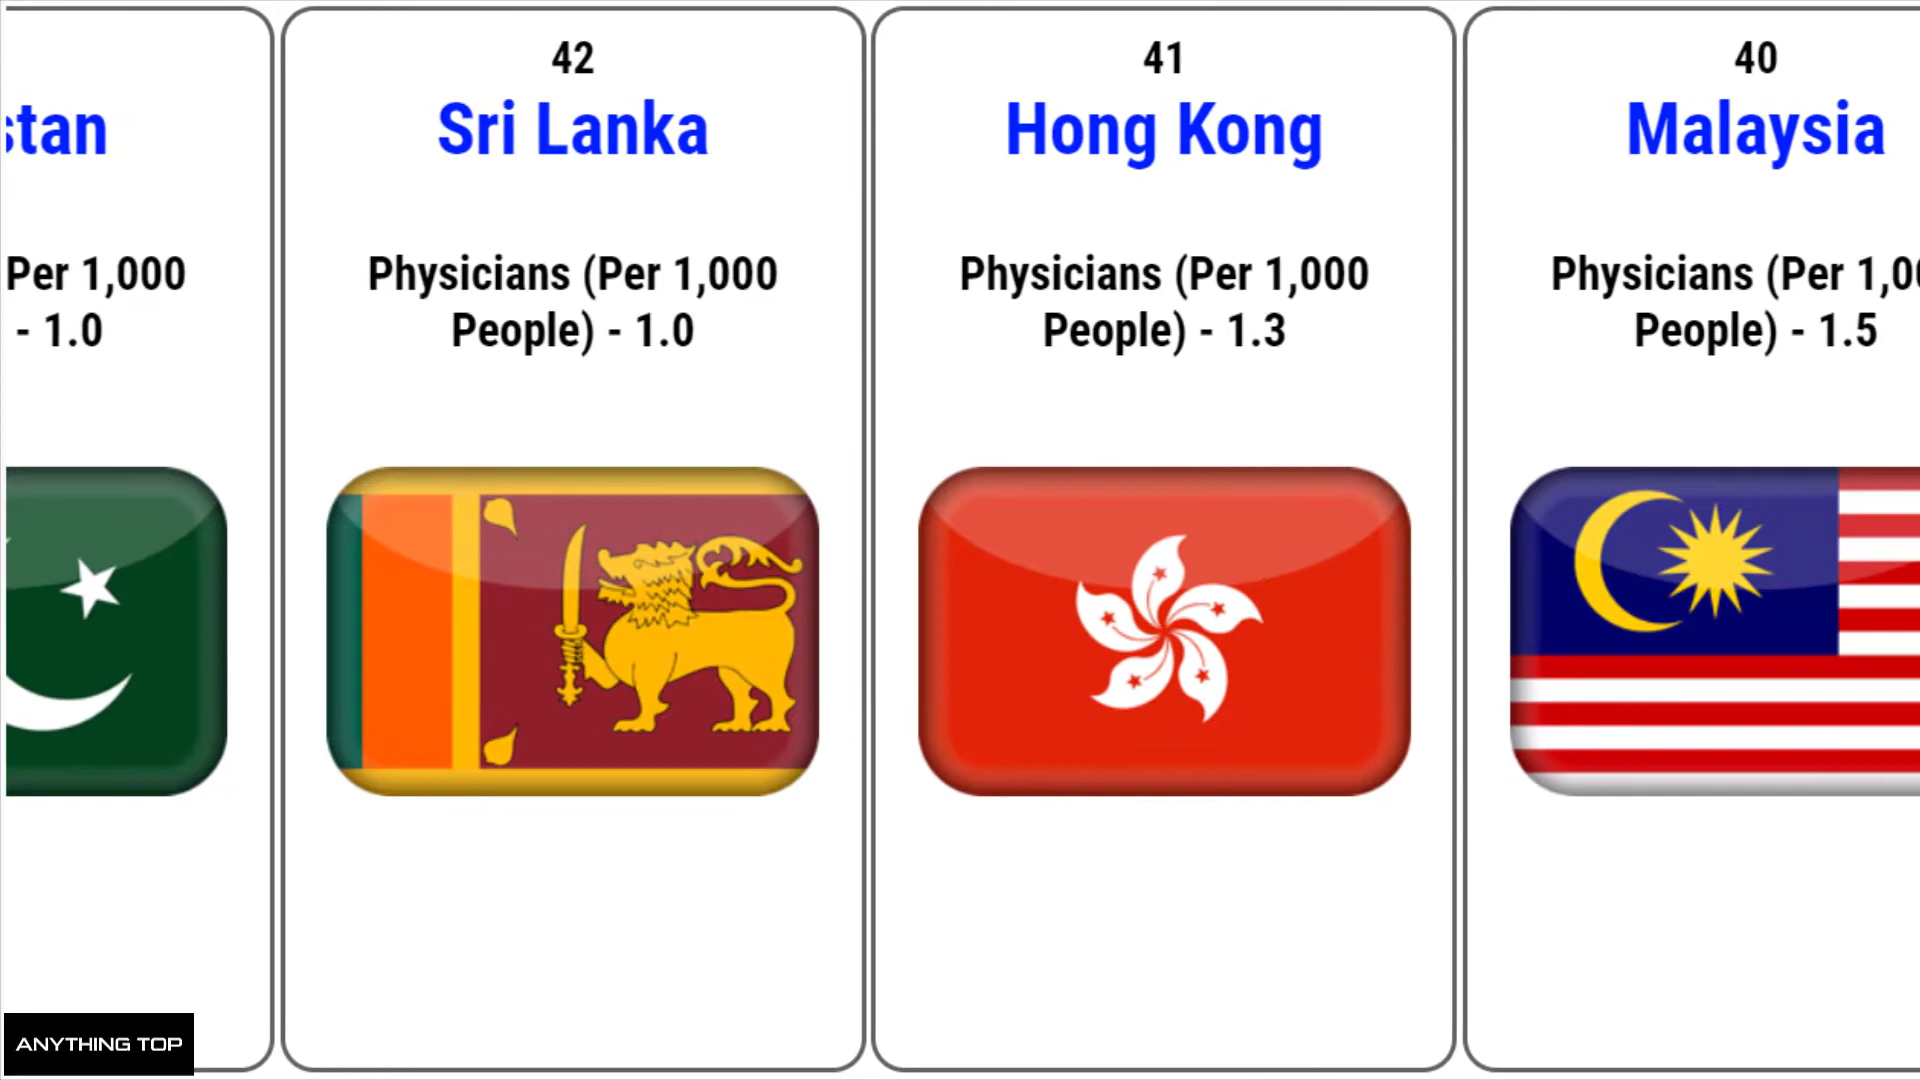 stan
Per 1,000
- 1.0
42
Sri Lanka
Physicians (Per 1,000
People) - 1.0
41
Hong Kong
Physicians (Per 1,000
People) - 1.3
40
Malaysia
Physicians (Per 1,00
People) - 1.5
ANYTHING TOP